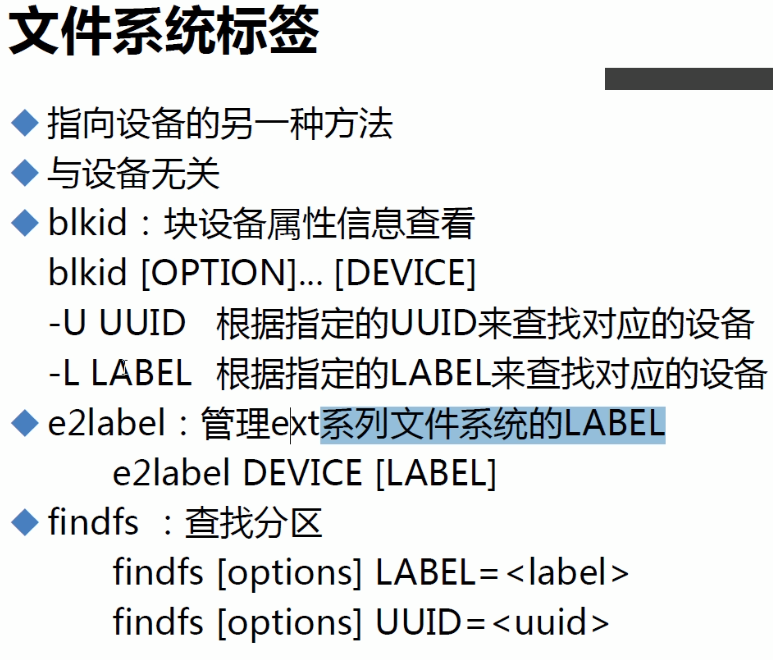 文件系统标签
指向设备的另一种方法
与设备无关
blkid：块设备属性信息查看
blkid [OPTION]... [DEVICE]
-U UUID 根据指定的UUID来查找对应的设备
-L LABEL 根据指定的LABEL来查找对应的设备
e2label：管理ext系列文件系统的LABEL
e2label DEVICE [LABEL]
findfs ：查找分区
findfs [options] LABEL=<label>
findfs [options] UUID=<uuid>